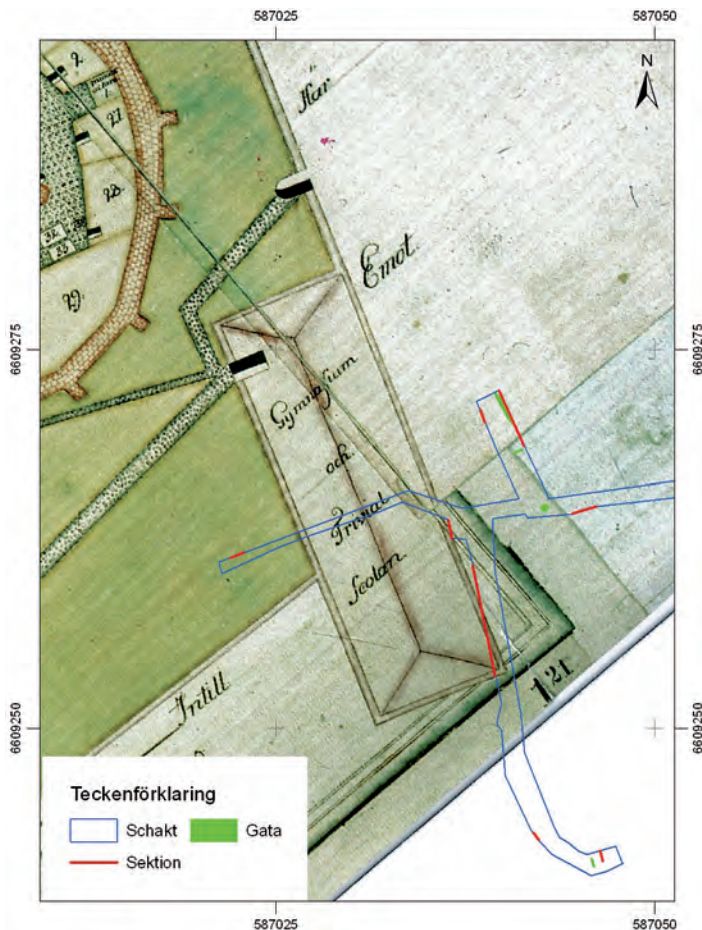 587025
587050
N
Kär
Emot
6609275
6609275
Gymnasium
och
Trivial
Scolan
Intill
121
6609250
6609250
Teckenförklaring
Schakt
Gata
Sektion
587025
587050